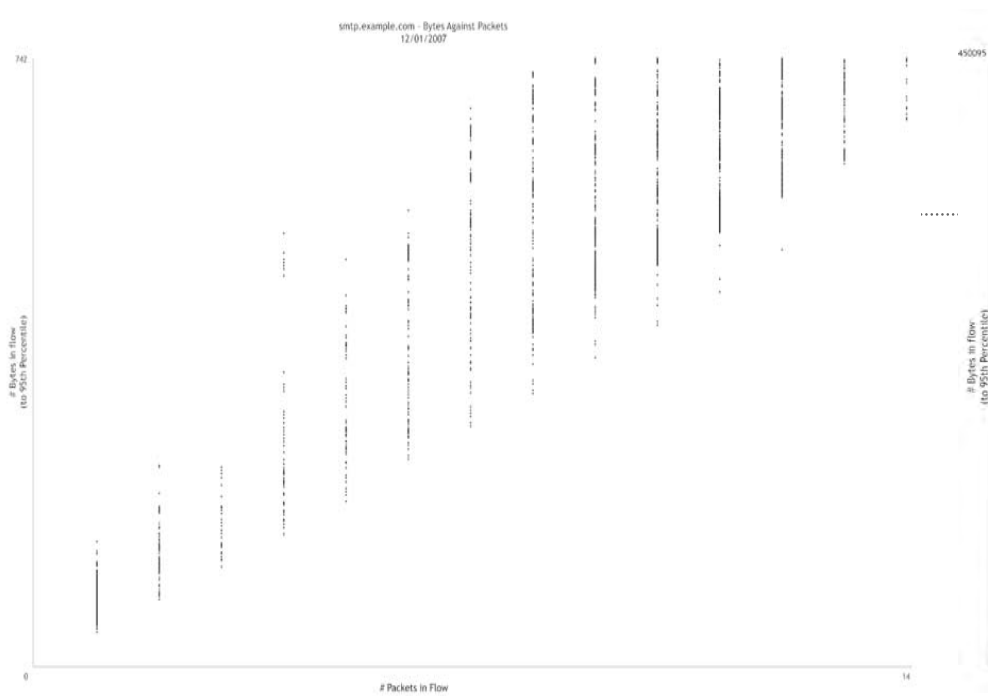 smtp.example.com - Bytes Against Packets
12/01/2007
742
450095
# Bytes in flow
(to 95th Percentile)
# Bytes in flow
(to 95th Percentile)
0
14
# Packets in Flow